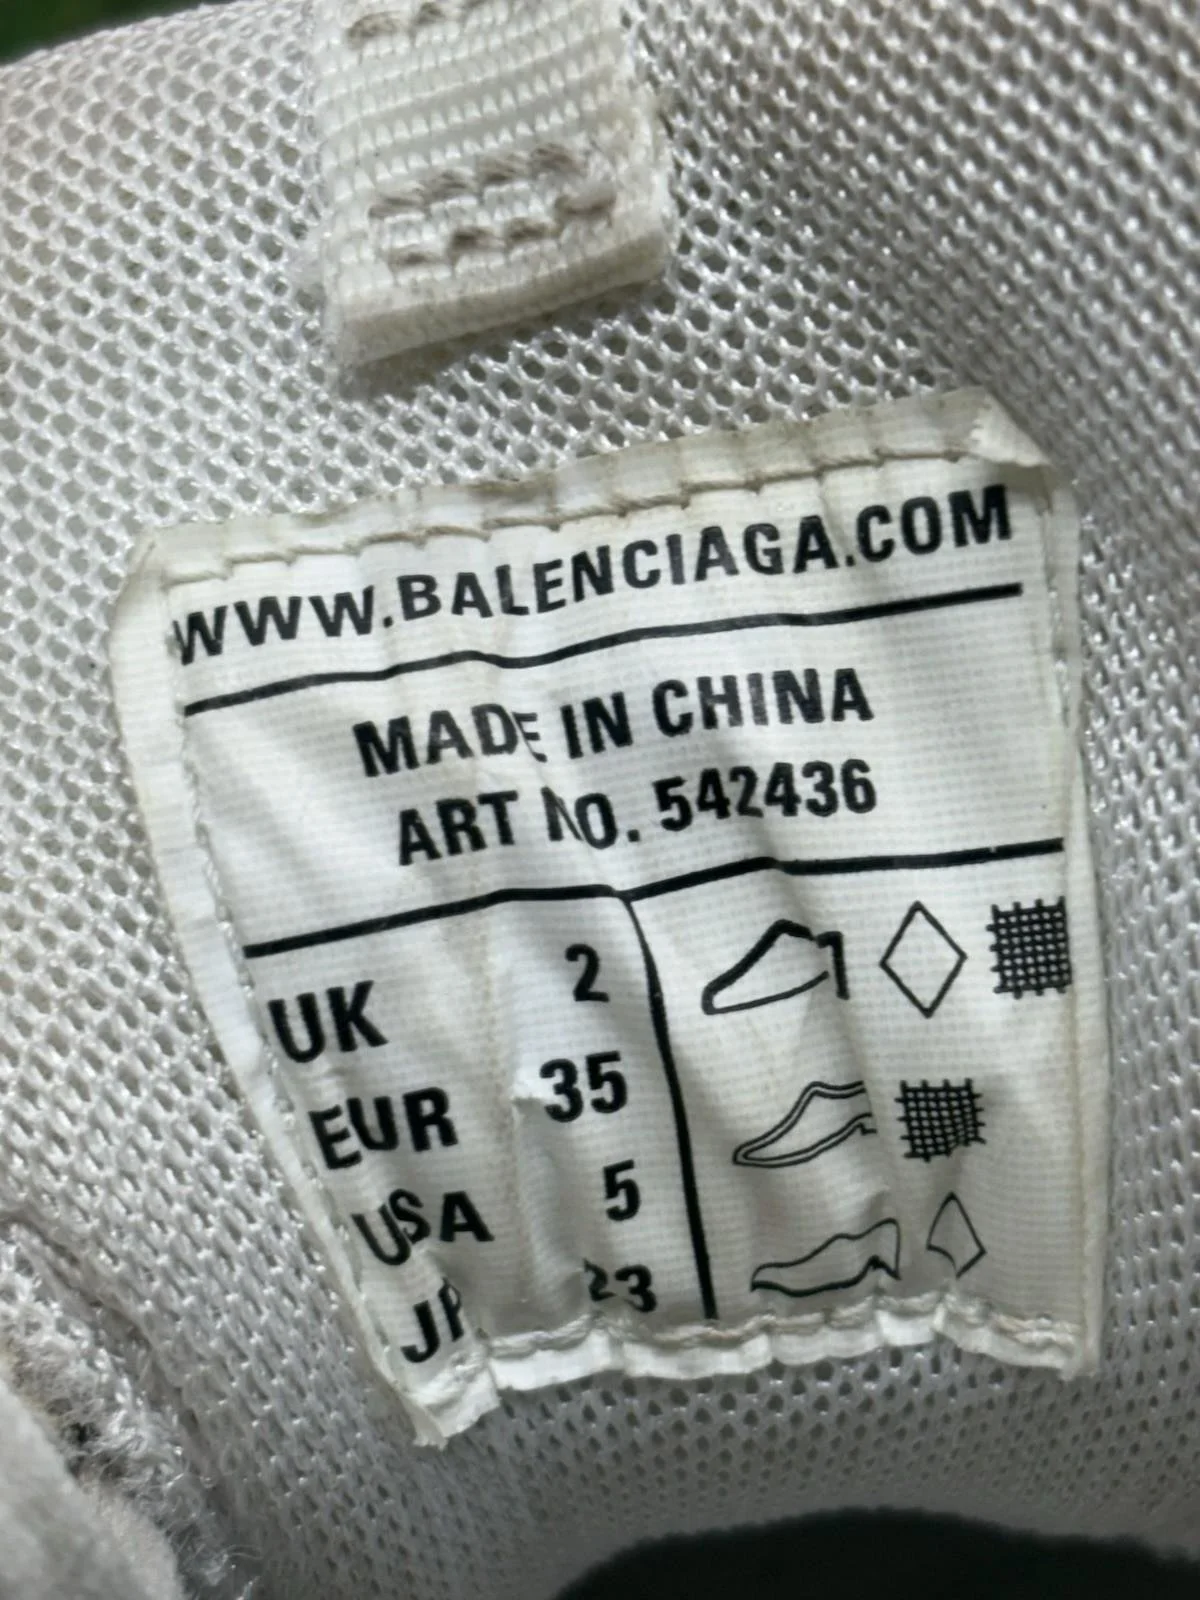 WWW.BALENCIAGA.COM
MADE IN CHINA
ART NO. 542436
UK 2
EUR 35
USA 5
JP 23